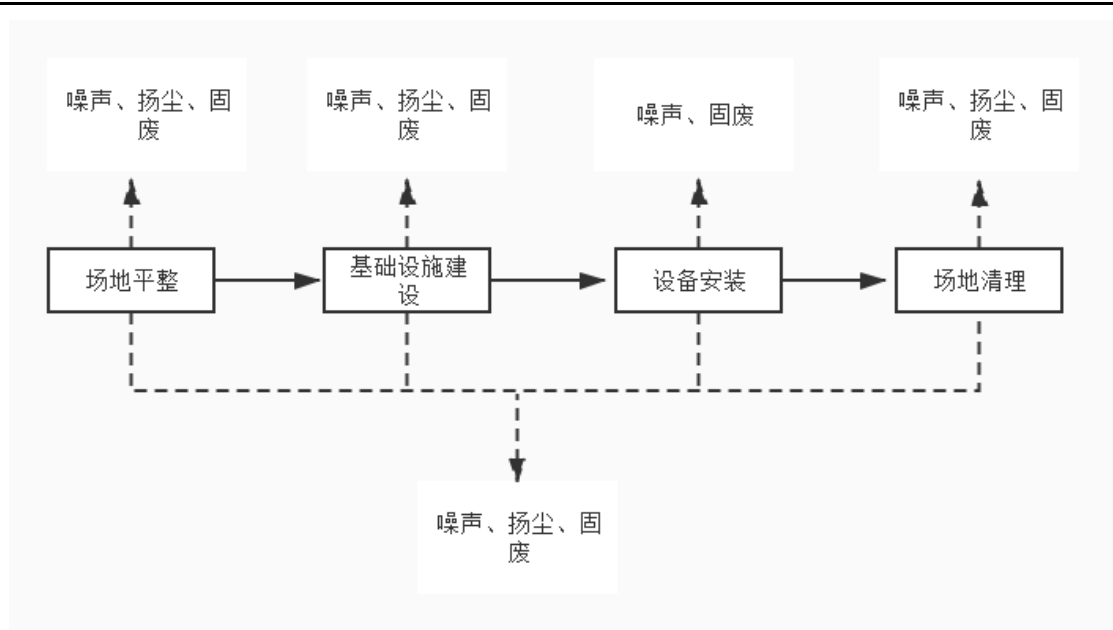 噪声、扬尘、固
废
噪声、扬尘、固
废
噪声、固废
噪声、扬尘、固
废
场地平整
基础设施建
设
设备安装
场地清理
噪声、扬尘、固
废